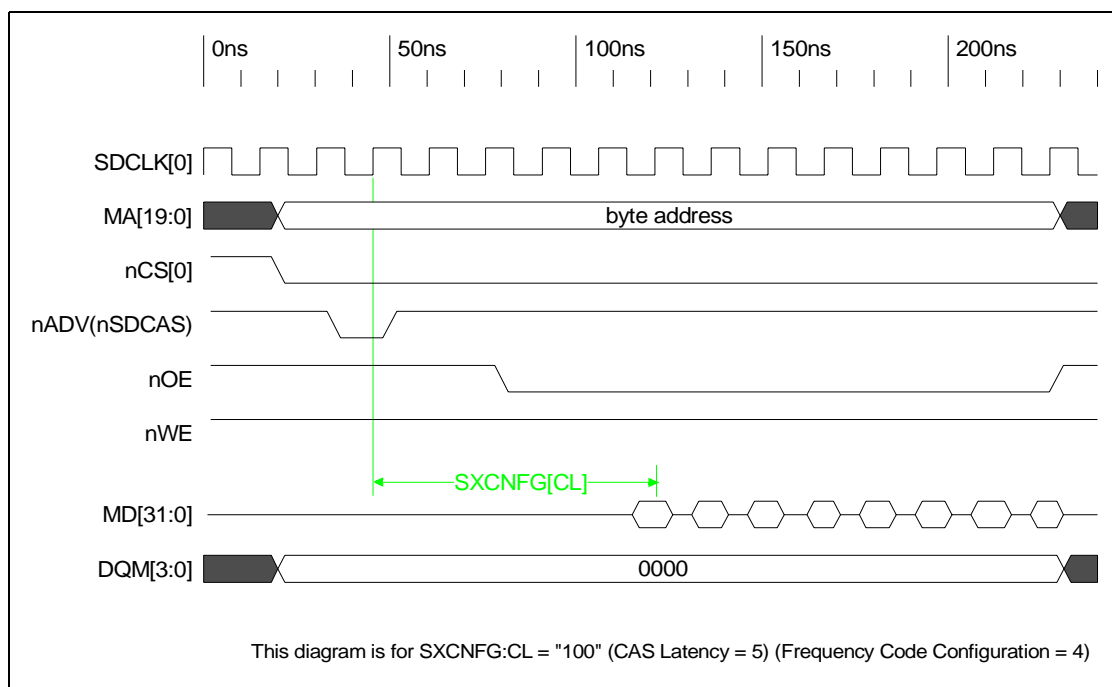 0ns 50ns 100ns 150ns 200ns
SDCLK[0]
MA[19:0] byte address
nCS[0]
nADV(nSDCAS)
nOE
nWE
SXCNFG[CL]
MD[31:0]
DQM[3:0] 0000
This diagram is for SXCNFG:CL = "100" (CAS Latency = 5) (Frequency Code Configuration = 4)